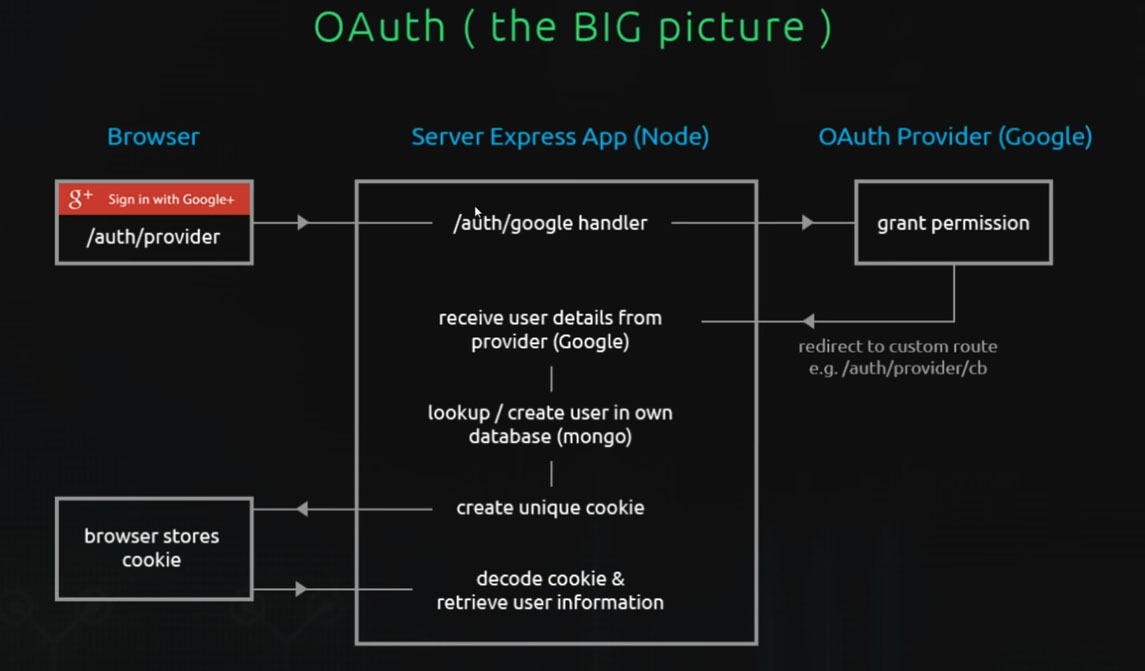 OAuth ( the BIG picture )
Browser
Server Express App (Node)
OAuth Provider (Google)
g+ Sign in with Google+
/auth/provider
/auth/google handler
grant permission
receive user details from
provider (Google)
redirect to custom route
e.g. /auth/provider/cb
lookup / create user in own
database (mongo)
create unique cookie
browser stores
cookie
decode cookie &
retrieve user information